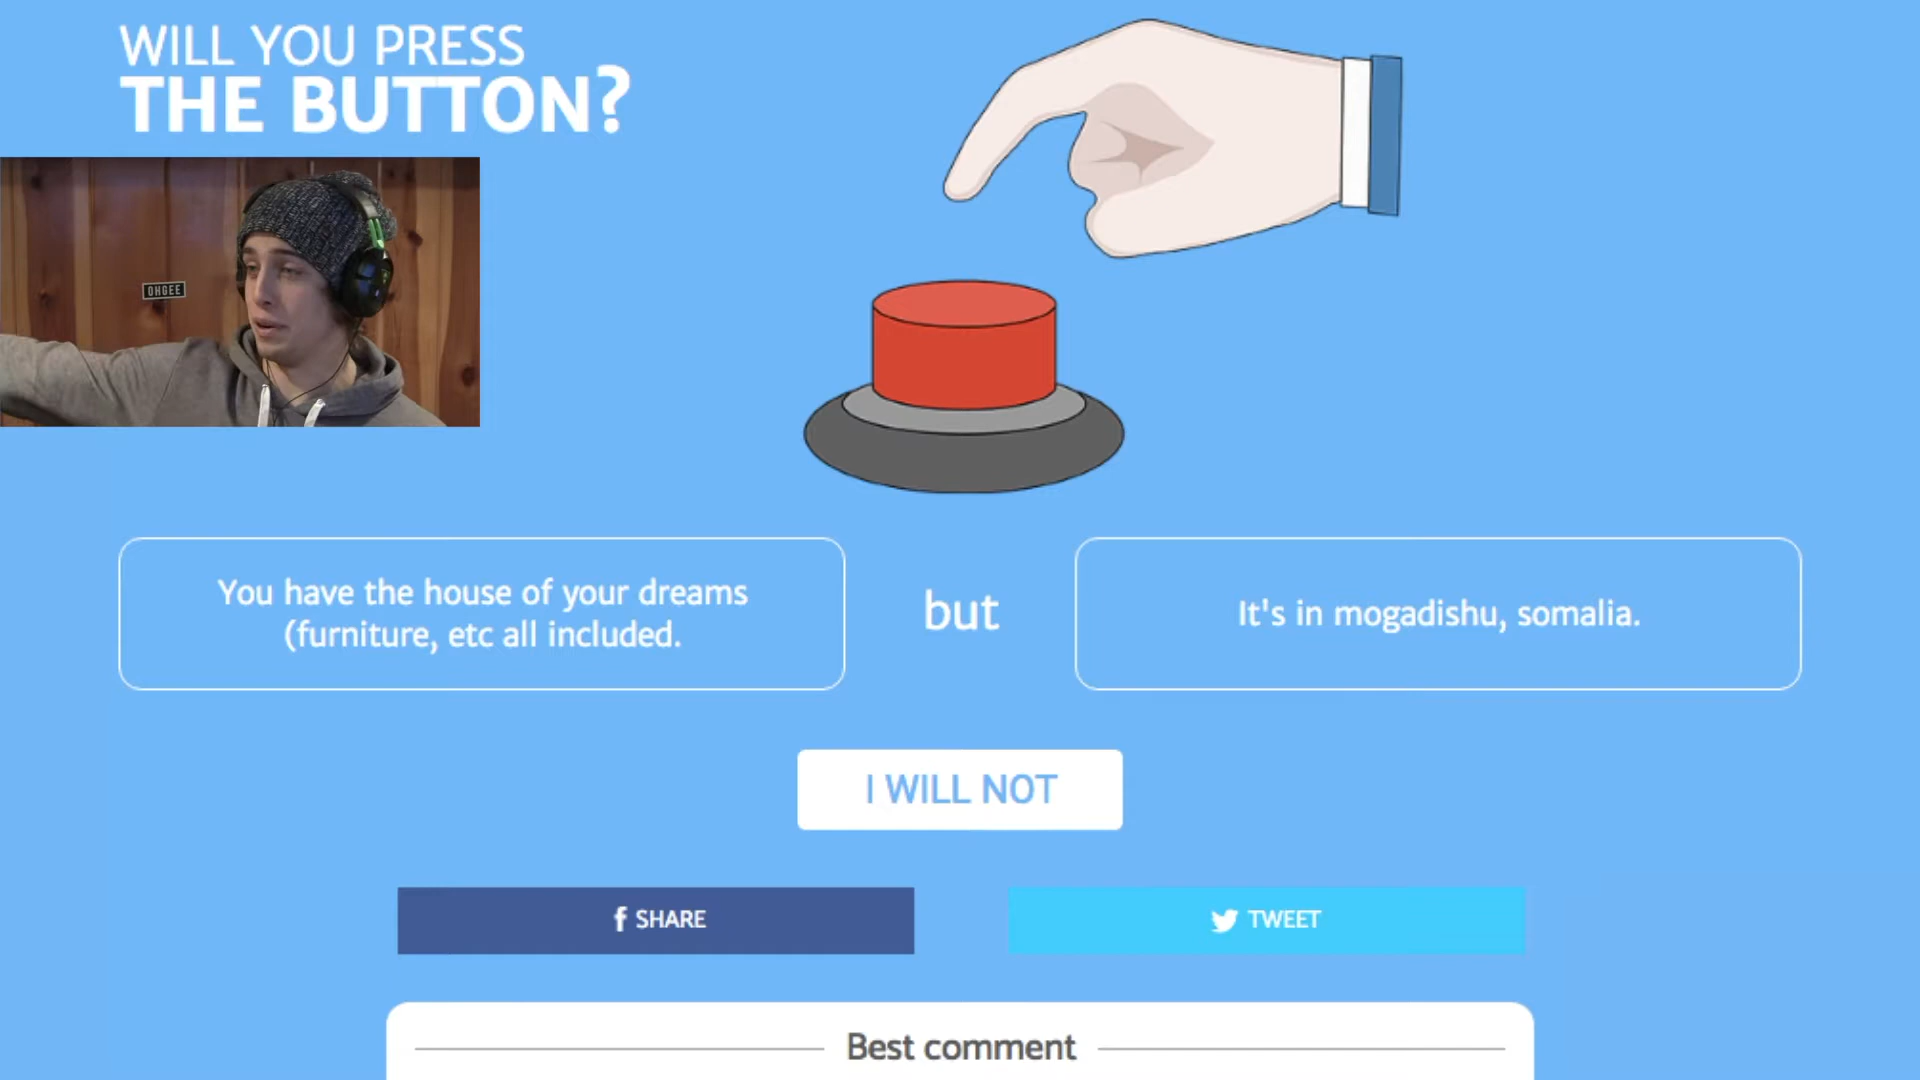 WILL YOU PRESS
THE BUTTON?
OHGEE
You have the house of your dreams
(furniture, etc all included.
but
It's in mogadishu, somalia.
I WILL NOT
f SHARE
TWEET
Best comment